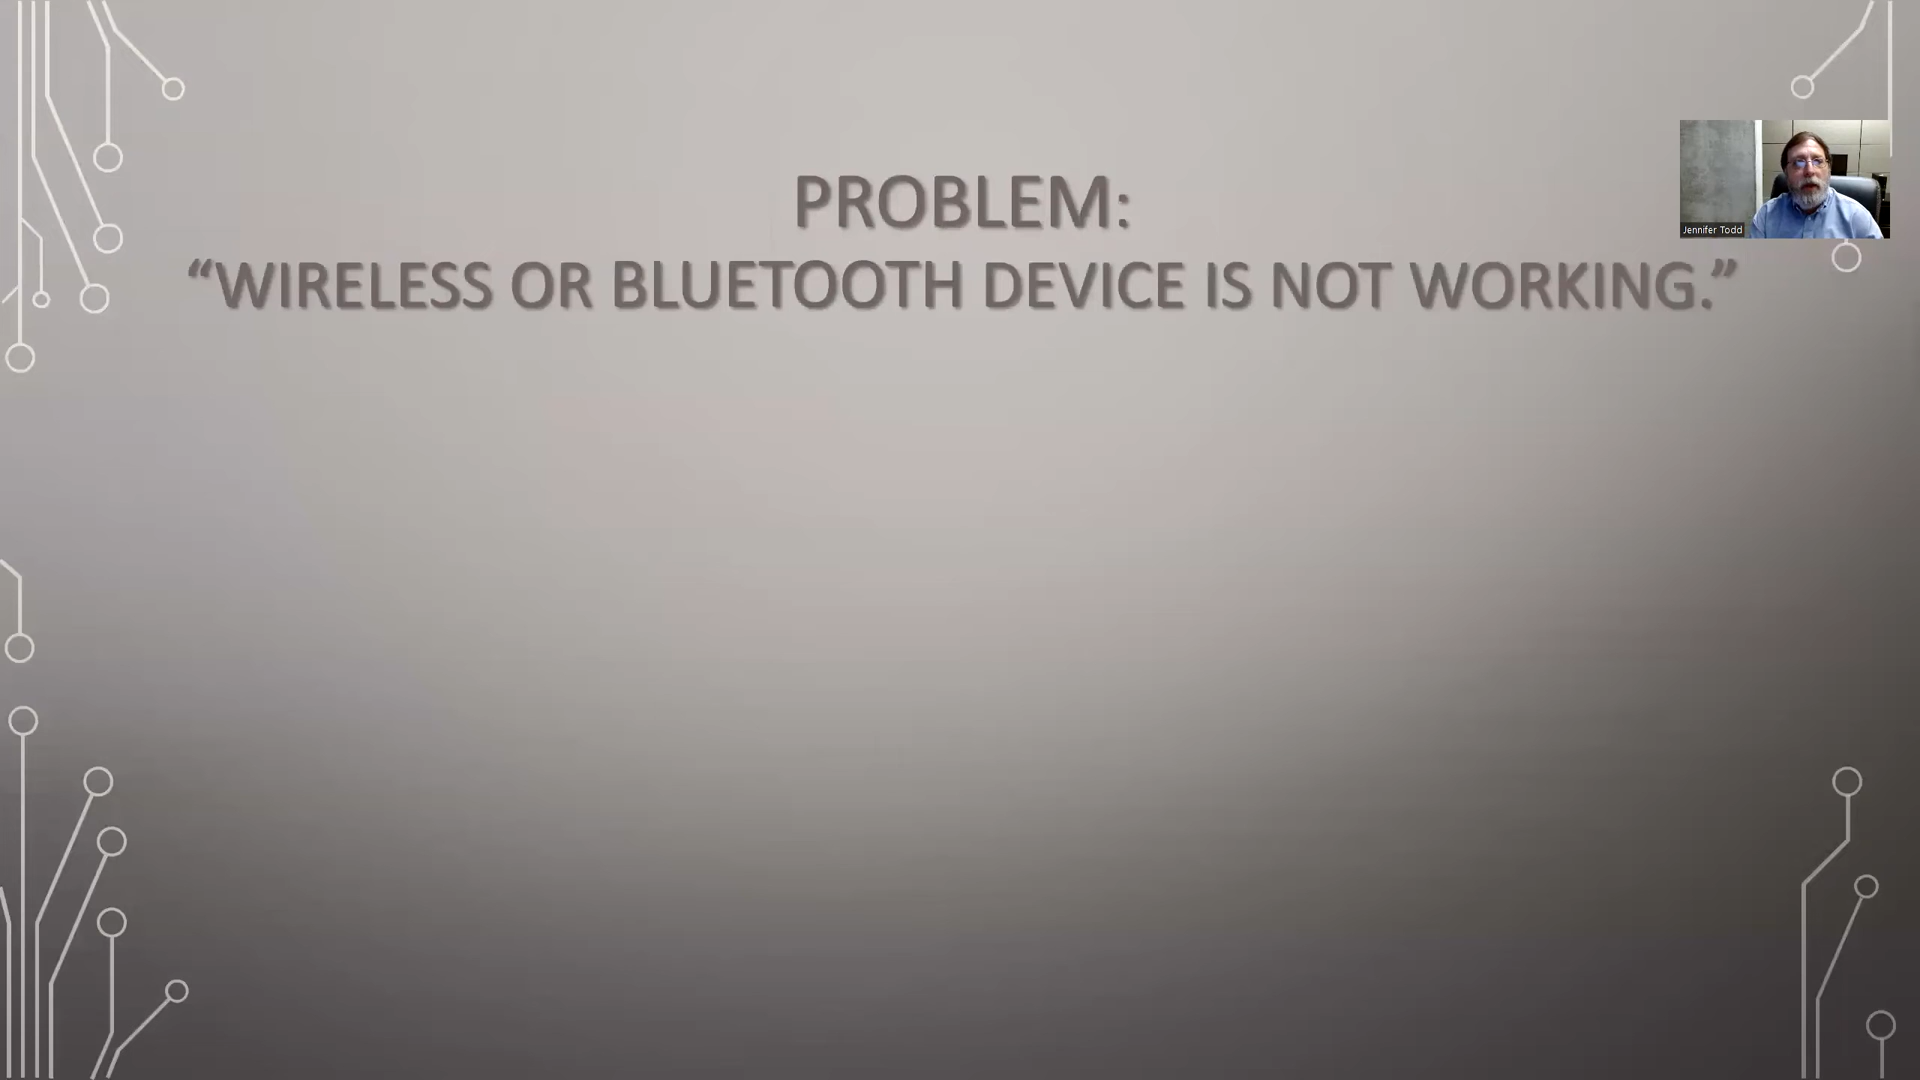 PROBLEM:
“WIRELESS OR BLUETOOTH DEVICE IS NOT WORKING.”
Jennifer Todd